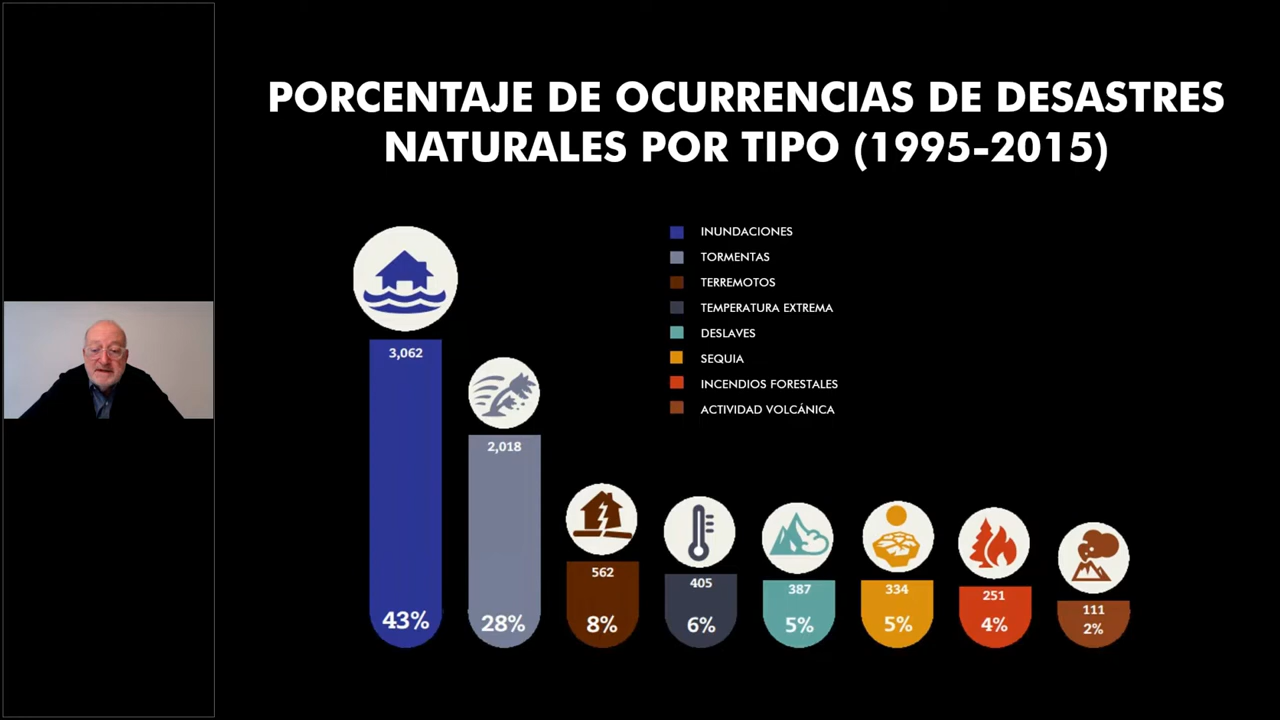 PORCENTAJE DE OCURRENCIAS DE DESASTRES
NATURALES POR TIPO (1995-2015)
INUNDACIONES
TORMENTAS
TERREMOTOS
TEMPERATURA EXTREMA
DESLAVES
SEQUIA
INCENDIOS FORESTALES
ACTIVIDAD VOLCÁNICA
3,062
43%
2,018
28%
562
8%
405
6%
387
5%
334
5%
251
4%
111
2%